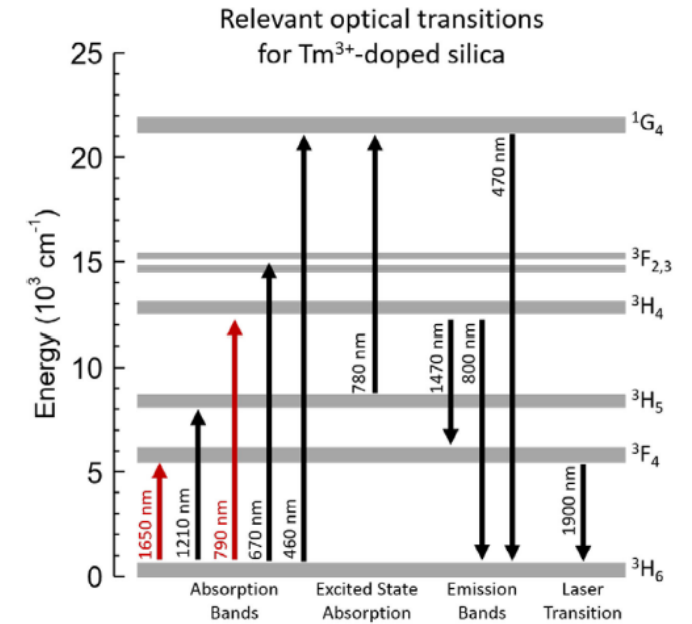 Relevant optical transitions
for Tm³⁺-doped silica
Energy (10³ cm⁻¹)
25
20
15
10
5
0
¹G₄
³F₂,₃
³H₄
³H₅
³F₄
³H₆
1650 nm
1210 nm
790 nm
670 nm
460 nm
780 nm
1470 nm
800 nm
470 nm
1900 nm
Absorption
Bands
Excited State
Absorption
Emission
Bands
Laser
Transition